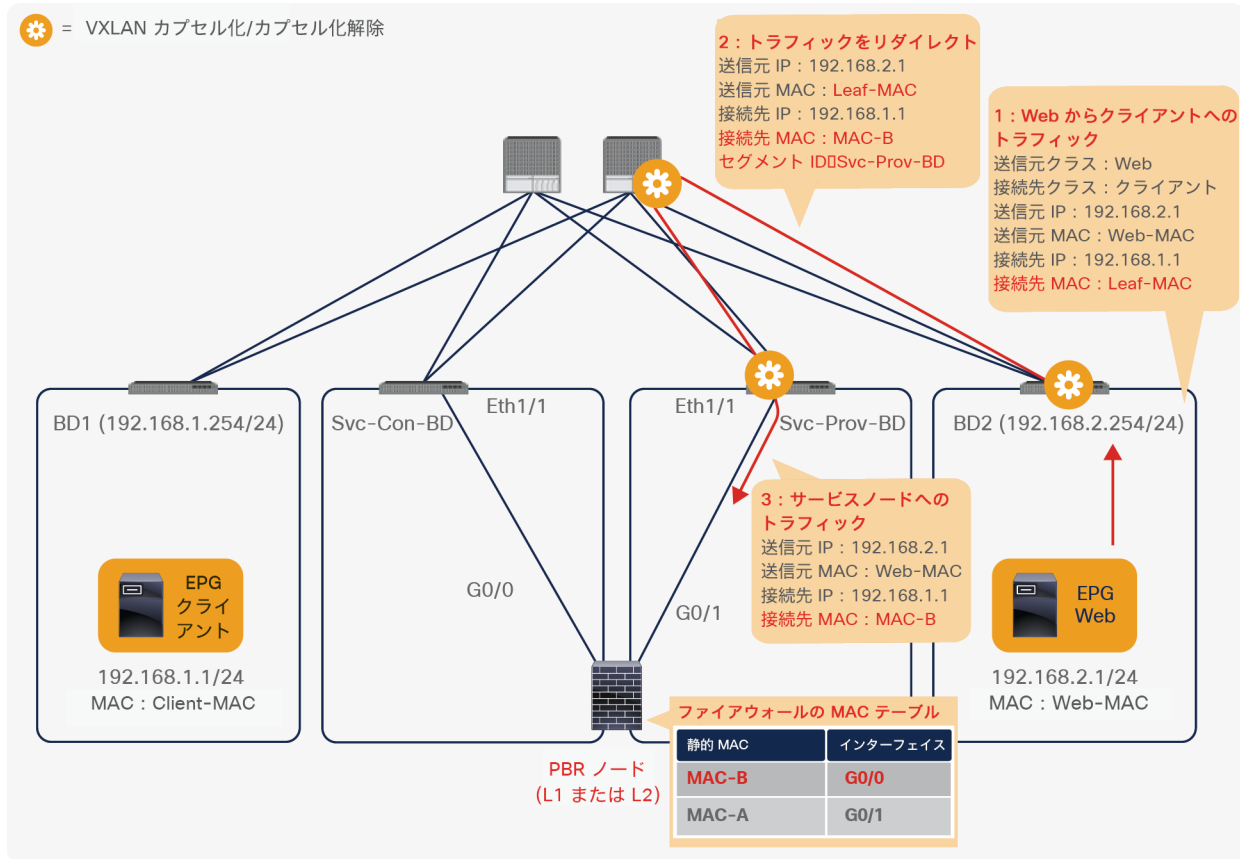 = VXLAN カプセル化/カプセル化解除
2：トラフィックをリダイレクト
送信元 IP：192.168.2.1
送信元 MAC：Leaf-MAC
接続先 IP：192.168.1.1
接続先 MAC：MAC-B
セグメント ID▯Svc-Prov-BD
1：Web からクライアントへの
トラフィック
送信元クラス：Web
接続先クラス：クライアント
送信元 IP：192.168.2.1
送信元 MAC：Web-MAC
接続先 IP：192.168.1.1
接続先 MAC：Leaf-MAC
BD1 (192.168.1.254/24)
Svc-Con-BD
Eth1/1
Eth1/1
Svc-Prov-BD
BD2 (192.168.2.254/24)
3：サービスノードへの
トラフィック
送信元 IP：192.168.2.1
送信元 MAC：Web-MAC
接続先 IP：192.168.1.1
接続先 MAC：MAC-B
G0/0
G0/1
EPG
クライ
アント
192.168.1.1/24
MAC：Client-MAC
EPG
Web
192.168.2.1/24
MAC：Web-MAC
PBR ノード
(L1 または L2)
ファイアウォールの MAC テーブル
静的 MAC インターフェイス
MAC-B G0/0
MAC-A G0/1